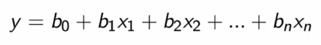 y = b₀ + b₁x₁ + b₂x₂ + ... + bₙxₙ